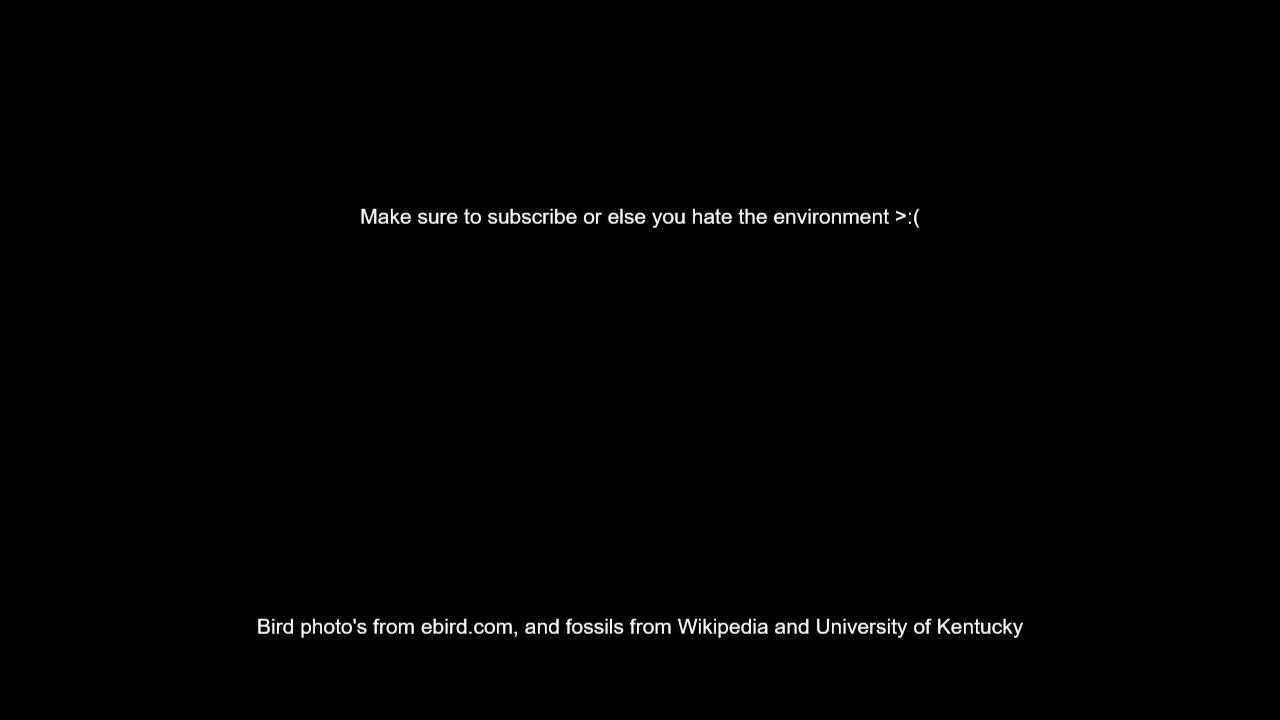 Make sure to subscribe or else you hate the environment >:(
Bird photo's from ebird.com, and fossils from Wikipedia and University of Kentucky